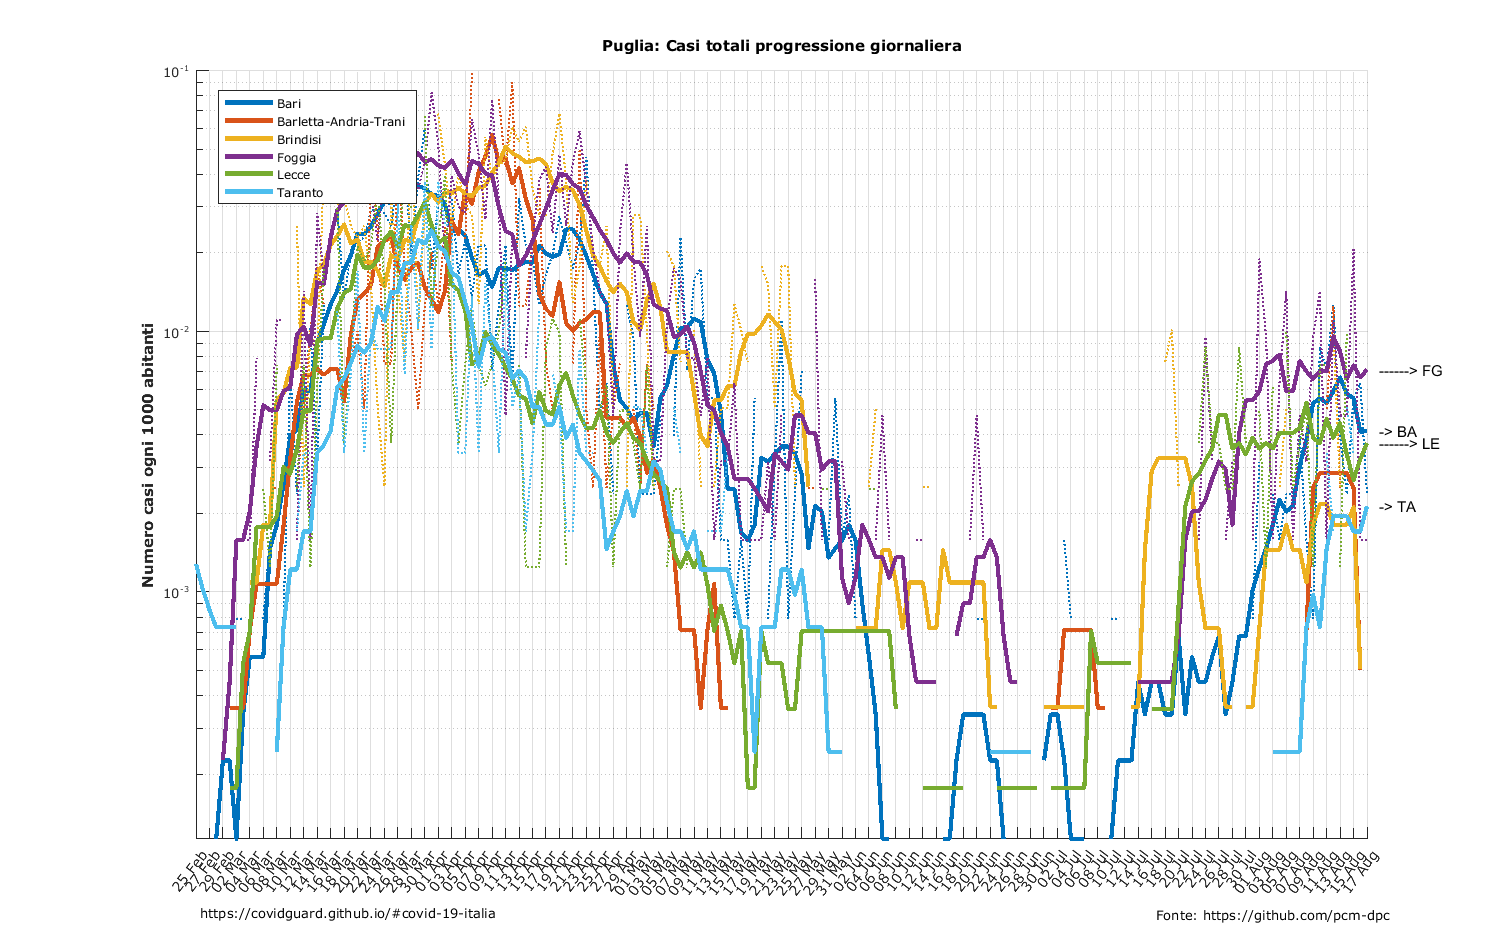 Puglia: Casi totali progressione giornaliera
Numero casi ogni 1000 abitanti
10-1
10-2
10-3
Bari
Barletta-Andria-Trani
Brindisi
Foggia
Lecce
Taranto
------> FG
-> BA
------> LE
-> TA
25 Feb
27 Feb
29 Feb
02 Mar
04 Mar
06 Mar
08 Mar
10 Mar
12 Mar
14 Mar
16 Mar
18 Mar
20 Mar
22 Mar
24 Mar
26 Mar
28 Mar
30 Mar
01 Apr
03 Apr
05 Apr
07 Apr
09 Apr
11 Apr
13 Apr
15 Apr
17 Apr
19 Apr
21 Apr
23 Apr
25 Apr
27 Apr
29 Apr
01 May
03 May
05 May
07 May
09 May
11 May
13 May
15 May
17 May
19 May
21 May
23 May
25 May
27 May
29 May
31 May
02 Jun
04 Jun
06 Jun
08 Jun
10 Jun
12 Jun
14 Jun
16 Jun
18 Jun
20 Jun
22 Jun
24 Jun
26 Jun
28 Jun
30 Jun
02 Jul
04 Jul
06 Jul
08 Jul
10 Jul
12 Jul
14 Jul
16 Jul
18 Jul
20 Jul
22 Jul
24 Jul
26 Jul
28 Jul
30 Jul
01 Aug
03 Aug
05 Aug
07 Aug
09 Aug
11 Aug
13 Aug
15 Aug
17 Aug
https://covidguard.github.io/#covid-19-italia
Fonte: https://github.com/pcm-dpc